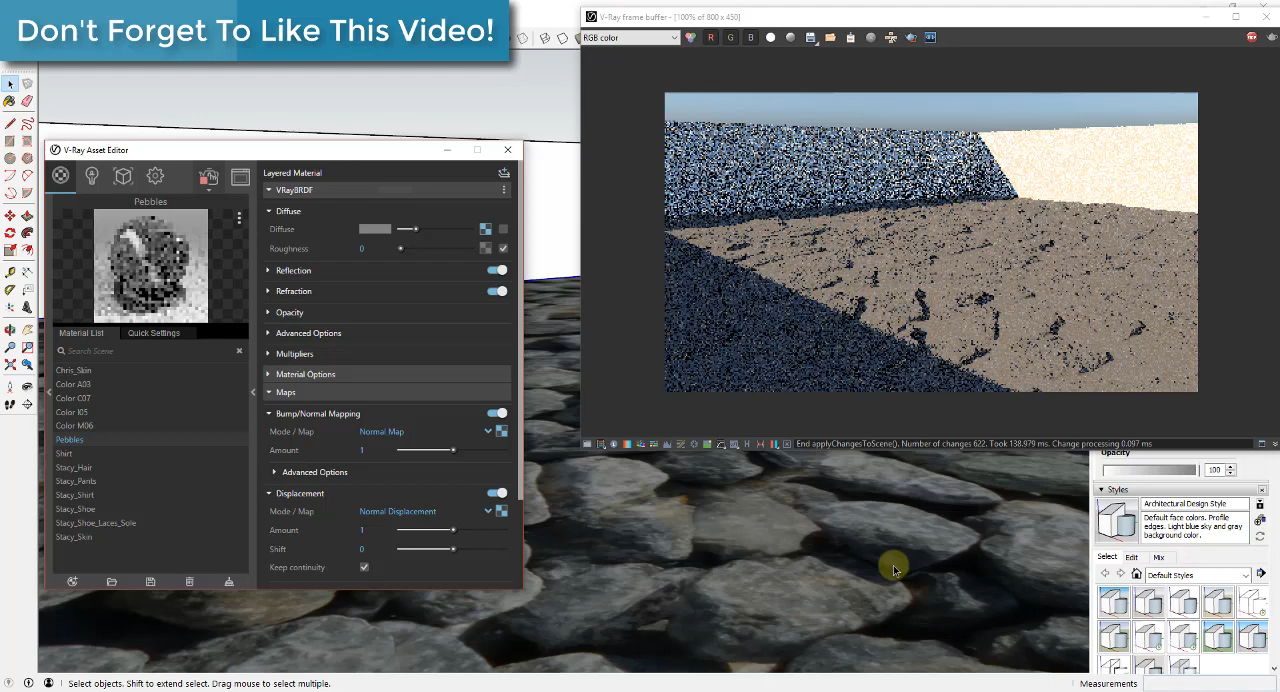 Don't Forget To Like This Video!
V-Ray frame buffer - [100% of 800 x 450]
RGB color
R G B
V-Ray Asset Editor
Pebbles
Material List
Quick Settings
Search Scene
Chris_Skin
Color A03
Color C07
Color I05
Color M06
Pebbles
Shirt
Stacy_Hair
Stacy_Pants
Stacy_Shirt
Stacy_Shoe
Stacy_Shoe_Laces_Sole
Stacy_Skin
Layered Material
VRayBRDF
Diffuse
Diffuse
Roughness 0
Reflection
Refraction
Opacity
Advanced Options
Multipliers
Material Options
Maps
Bump/Normal Mapping
Mode / Map Normal Map
Amount 1
Advanced Options
Displacement
Mode / Map Normal Displacement
Amount 1
Shift 0
Keep continuity
End applyChangesToScene(). Number of changes 622. Took 138.979 ms. Change processing 0.097 ms
Opacity
100
Styles
Architectural Design Style
Default face colors. Profile
edges. Light blue sky and gray
background color.
Select Edit Mix
Default Styles
Select objects. Shift to extend select. Drag mouse to select multiple.
Measurements